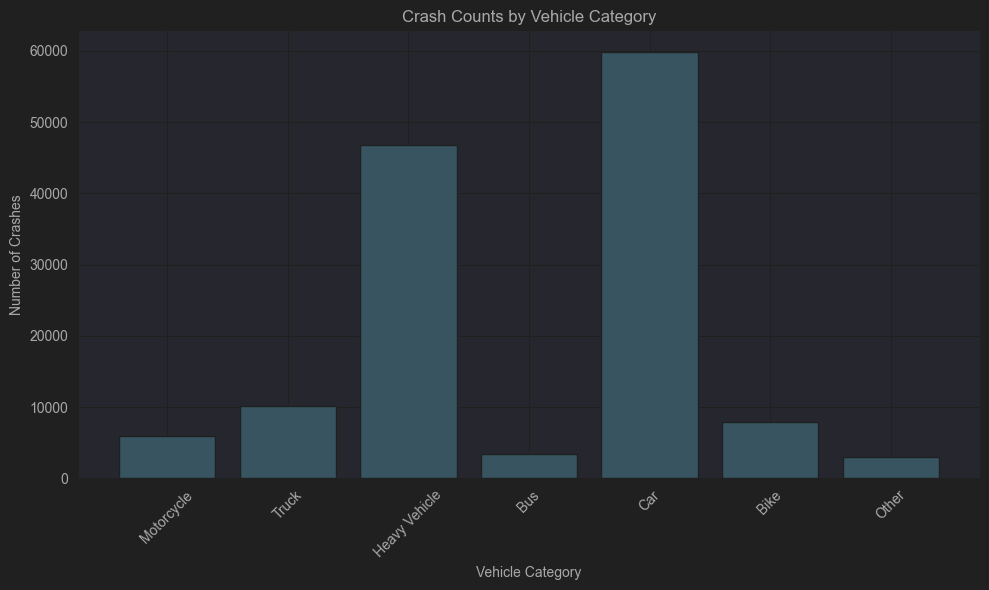 Crash Counts by Vehicle Category
Number of Crashes
60000
50000
40000
30000
20000
10000
0
Motorcycle
Truck
Heavy Vehicle
Bus
Car
Bike
Other
Vehicle Category